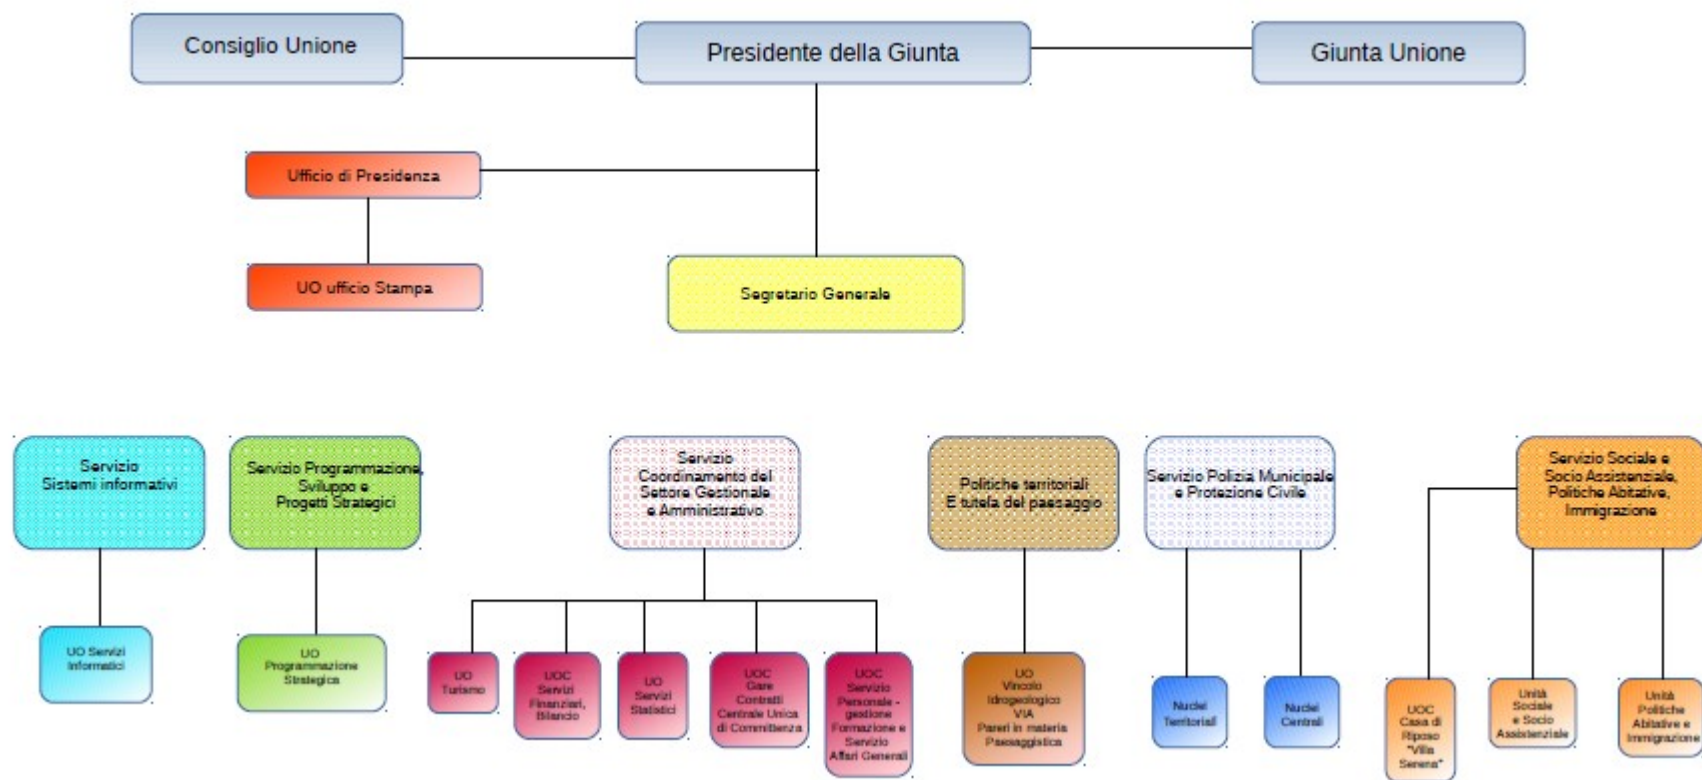 Consiglio Unione
Presidente della Giunta
Giunta Unione
Ufficio di Presidenza
UO ufficio Stampa
Segretario Generale
Servizio
Sistemi informativi
Servizio Programmazione,
Sviluppo e
Progetti Strategici
Servizio
Coordinamento del
Settore Gestionale
e Amministrativo
Politiche territoriali
E tutela del paesaggio
Servizio Polizia Municipale
e Protezione Civile
Servizio Sociale e
Socio Assistenziale,
Politiche Abitative,
Immigrazione
UO Servizi
Informatici
UO
Programmazione
Strategica
UO
Turismo
UOC
Servizi
Finanziari,
Bilancio
UO
Servizi
Statistici
UOC
Gare
Contratti
Centrale Unica
di Committenza
UOC
Servizio
Personale -
gestione
Formazione e
Servizio
Affari Generali
UO
Vincolo
Idrogeologico
VIA
Pareri in materia
Paesaggistica
Nuclei
Territoriali
Nuclei
Centrali
UOC
Casa di
Riposo
"Villa
Serena"
Unità
Sociale
e Socio
Assistenziale
Unità
Politiche
Abitative e
Immigrazione